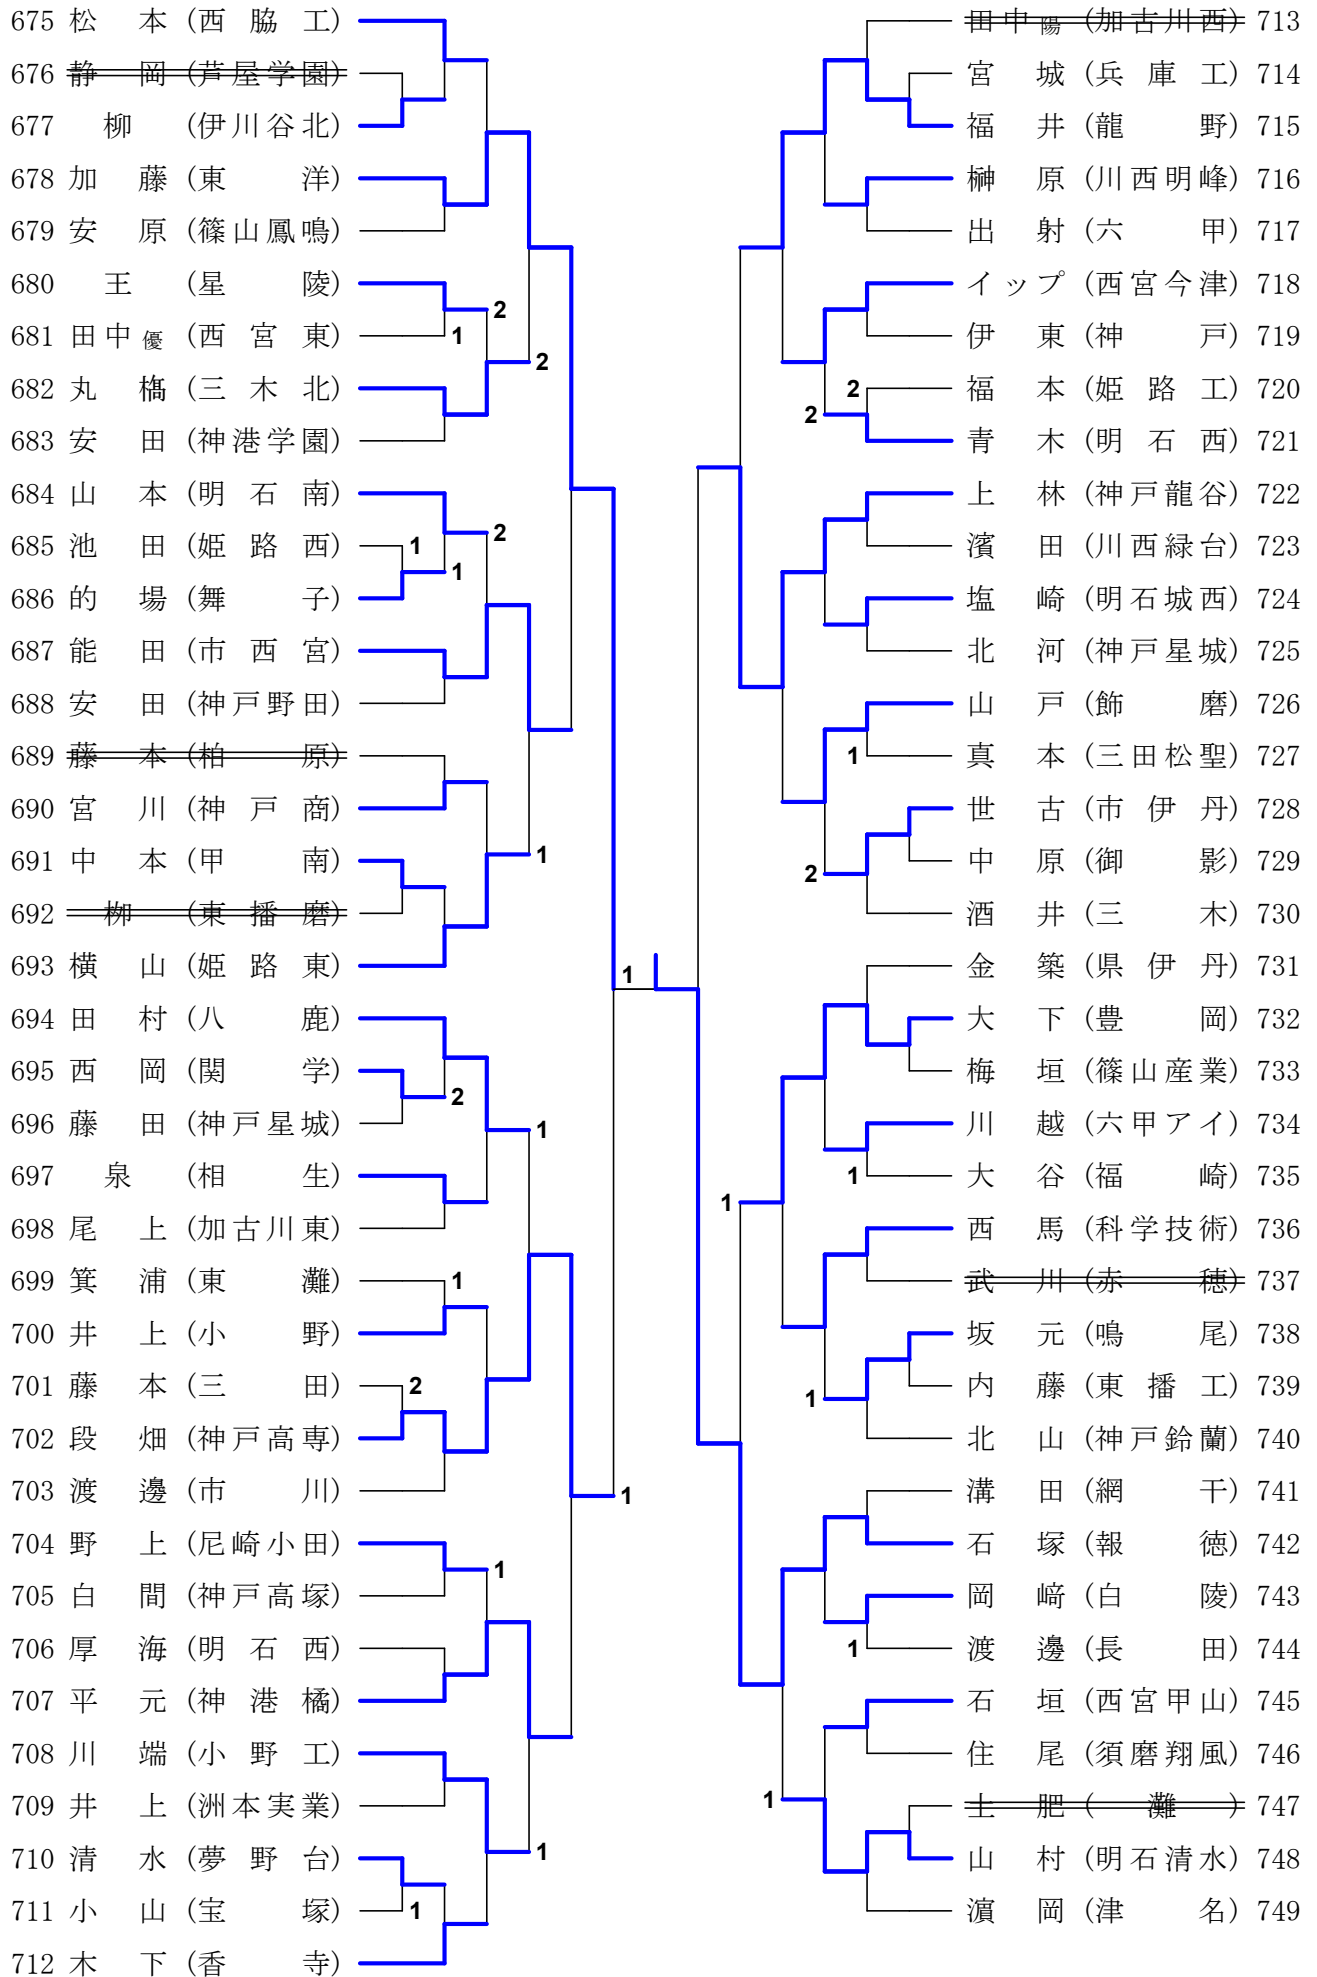 675 松本 (西脇工)
676 静岡 (芦屋学園)
677 柳 (伊川谷北)
678 加藤 (東洋)
679 安原 (篠山鳳鳴)
680 王 (星陵)
2
681 田中優 (西宮東)
1
2
682 丸橋 (三木北)
683 安田 (神港学園)
684 山本 (明石南)
2
685 池田 (姫路西)
1
1
686 的場 (舞子)
687 能田 (市西宮)
688 安田 (神戸野田)
689 藤本 (柏原)
690 宮川 (神戸商)
1
691 中本 (甲南)
692 栁 (東播磨)
693 横山 (姫路東)
1
694 田村 (八鹿)
695 西岡 (関学)
2
696 藤田 (神戸星城)
1
697 泉 (相生)
698 尾上 (加古川東)
699 箕浦 (東灘)
1
700 井上 (小野)
701 藤本 (三田)
2
702 段畑 (神戸高専)
703 渡邊 (市川)
1
704 野上 (尼崎小田)
1
705 白間 (神戸高塚)
706 厚海 (明石西)
707 平元 (神港橘)
708 川端 (小野工)
709 井上 (洲本実業)
1
710 清水 (夢野台)
711 小山 (宝塚)
1
712 木下 (香寺)
田中陽 (加古川西) 713
宮城 (兵庫工) 714
福井 (龍野) 715
榊原 (川西明峰) 716
出射 (六甲) 717
イップ (西宮今津) 718
伊東 (神戸) 719
2
福本 (姫路工) 720
2
青木 (明石西) 721
上林 (神戸龍谷) 722
濱田 (川西緑台) 723
塩崎 (明石城西) 724
北河 (神戸星城) 725
山戸 (飾磨) 726
1
真本 (三田松聖) 727
世古 (市伊丹) 728
中原 (御影) 729
2
酒井 (三木) 730
金築 (県伊丹) 731
大下 (豊岡) 732
梅垣 (篠山産業) 733
川越 (六甲アイ) 734
1
大谷 (福崎) 735
1
西馬 (科学技術) 736
武川 (赤穂) 737
坂元 (鳴尾) 738
内藤 (東播工) 739
1
北山 (神戸鈴蘭) 740
溝田 (網干) 741
石塚 (報徳) 742
岡﨑 (白陵) 743
1
渡邊 (長田) 744
石垣 (西宮甲山) 745
住尾 (須磨翔風) 746
1
土肥 (灘) 747
山村 (明石清水) 748
濵岡 (津名) 749